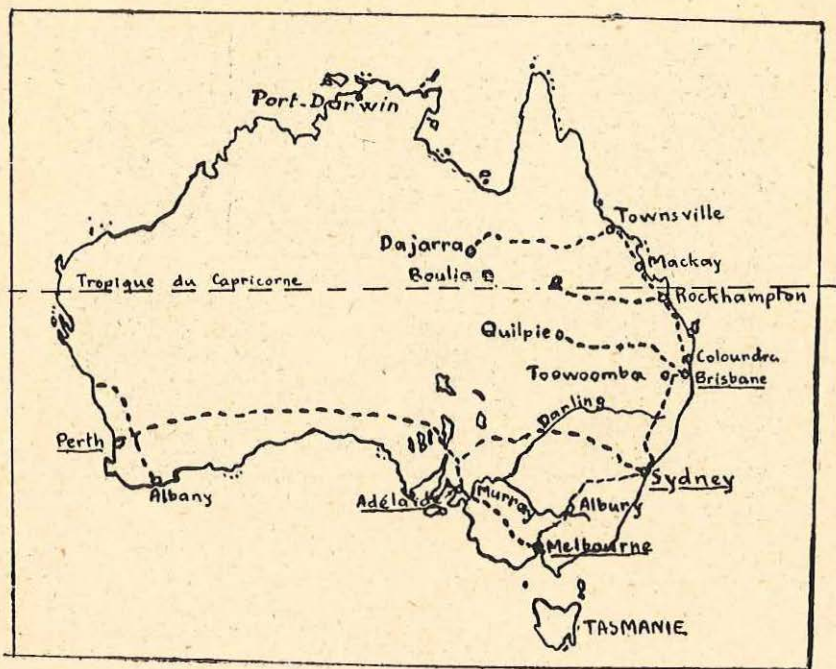 Port-Darwin
Townsville
Dajarra
Mackay
Boulia
Tropique du Capricorne
Rockhampton
Quilpie
Coloundra
Toowoomba
Brisbane
Darling
Perth
Sydney
Albany
Adélaïde
Murray
Albury
Melbourne
TASMANIE